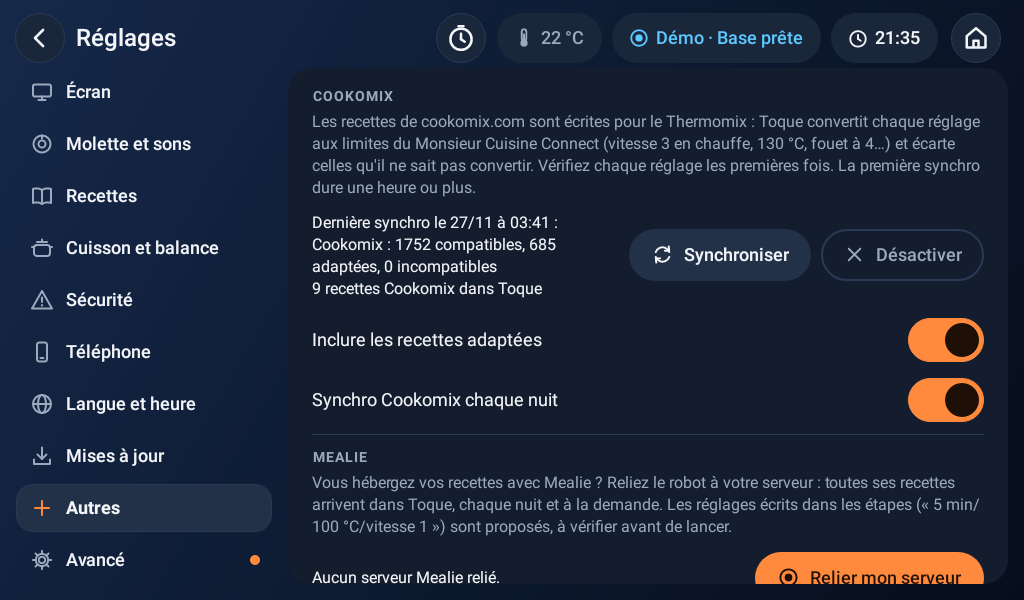 Réglages
22 °C
Démo · Base prête
21:35
Écran
Molette et sons
Recettes
Cuisson et balance
Sécurité
Téléphone
Langue et heure
Mises à jour
Autres
Avancé
COOKOMIX
Les recettes de cookomix.com sont écrites pour le Thermomix : Toque convertit chaque réglage
aux limites du Monsieur Cuisine Connect (vitesse 3 en chauffe, 130 °C, fouet à 4…) et écarte
celles qu'il ne sait pas convertir. Vérifiez chaque réglage les premières fois. La première synchro
dure une heure ou plus.
Dernière synchro le 27/11 à 03:41 :
Cookomix : 1752 compatibles, 685
adaptées, 0 incompatibles
9 recettes Cookomix dans Toque
Synchroniser
Désactiver
Inclure les recettes adaptées
Synchro Cookomix chaque nuit
MEALIE
Vous hébergez vos recettes avec Mealie ? Reliez le robot à votre serveur : toutes ses recettes
arrivent dans Toque, chaque nuit et à la demande. Les réglages écrits dans les étapes (« 5 min/
100 °C/vitesse 1 ») sont proposés, à vérifier avant de lancer.
Aucun serveur Mealie relié.
Relier mon serveur